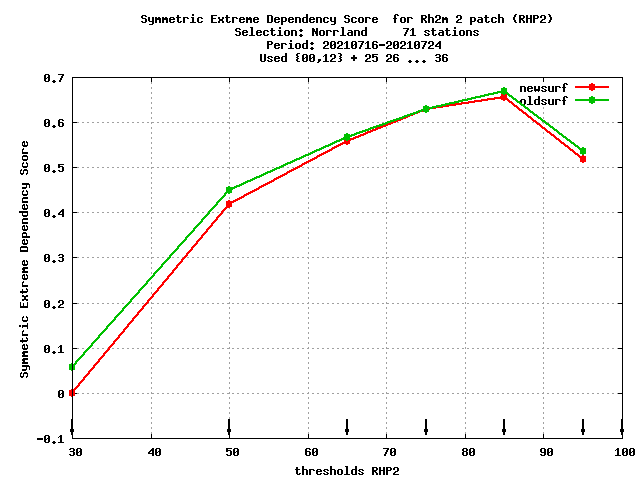 Symmetric Extreme Dependency Score  for Rh2m 2 patch (RHP2)
Selection: Norrland     71 stations
Period: 20210716-20210724
Used {00,12} + 25 26 ... 36
newsurf
oldsurf
Symmetric Extreme Dependency Score
0.7
0.6
0.5
0.4
0.3
0.2
0.1
0
-0.1
30 40 50 60 70 80 90 100
thresholds RHP2